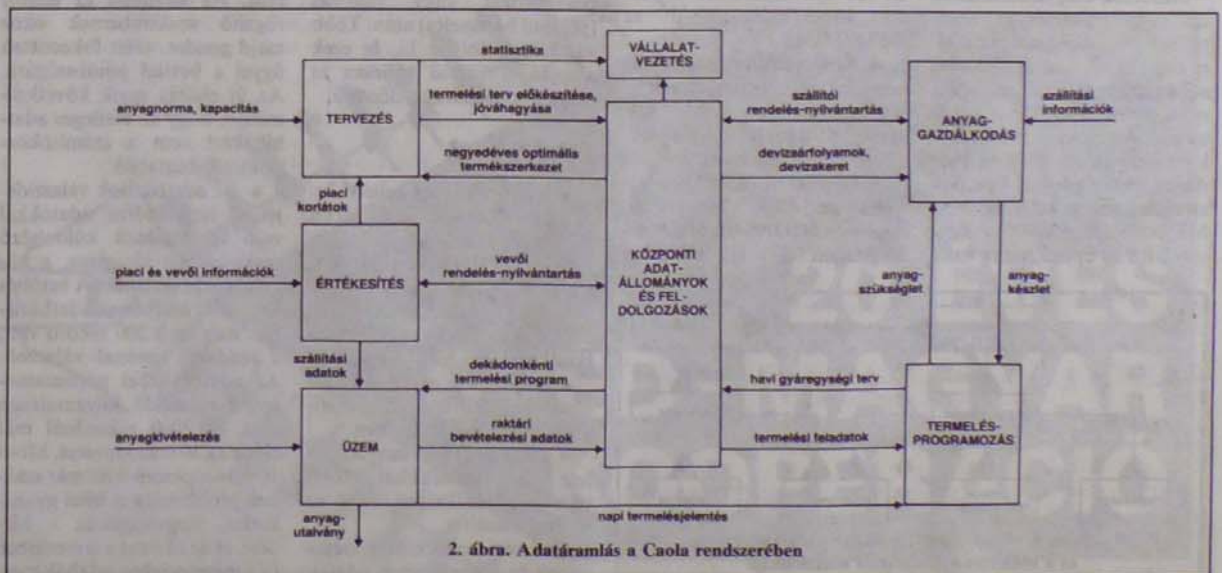 statisztika
VÁLLALAT-
VEZETÉS
anyagnorma, kapacitás
TERVEZÉS
termelési terv előkészítése,
jóváhagyása
szállítói
rendelés-nyilvántartás
ANYAG-
GAZDÁLKODÁS
szállítási
információk
negyedéves optimális
termékszerkezet
devizaárfolyamok,
devizakeret
piaci
korlátok
piaci és vevői információk
ÉRTÉKESÍTÉS
vevői
rendelés-nyilvántartás
KÖZPONTI
ADAT-
ÁLLOMÁNYOK
ÉS FEL-
DOLGOZÁSOK
anyag-
szükséglet
anyag-
készlet
szállítási
adatok
dekádonkénti
termelési program
havi gyáregységi terv
anyagkivételezés
ÜZEM
raktári
bevételezési adatok
termelési feladatok
TERMELÉS-
PROGRAMOZÁS
napi termelésjelentés
anyag-
utalvány
2. ábra. Adatáramlás a Caola rendszerében